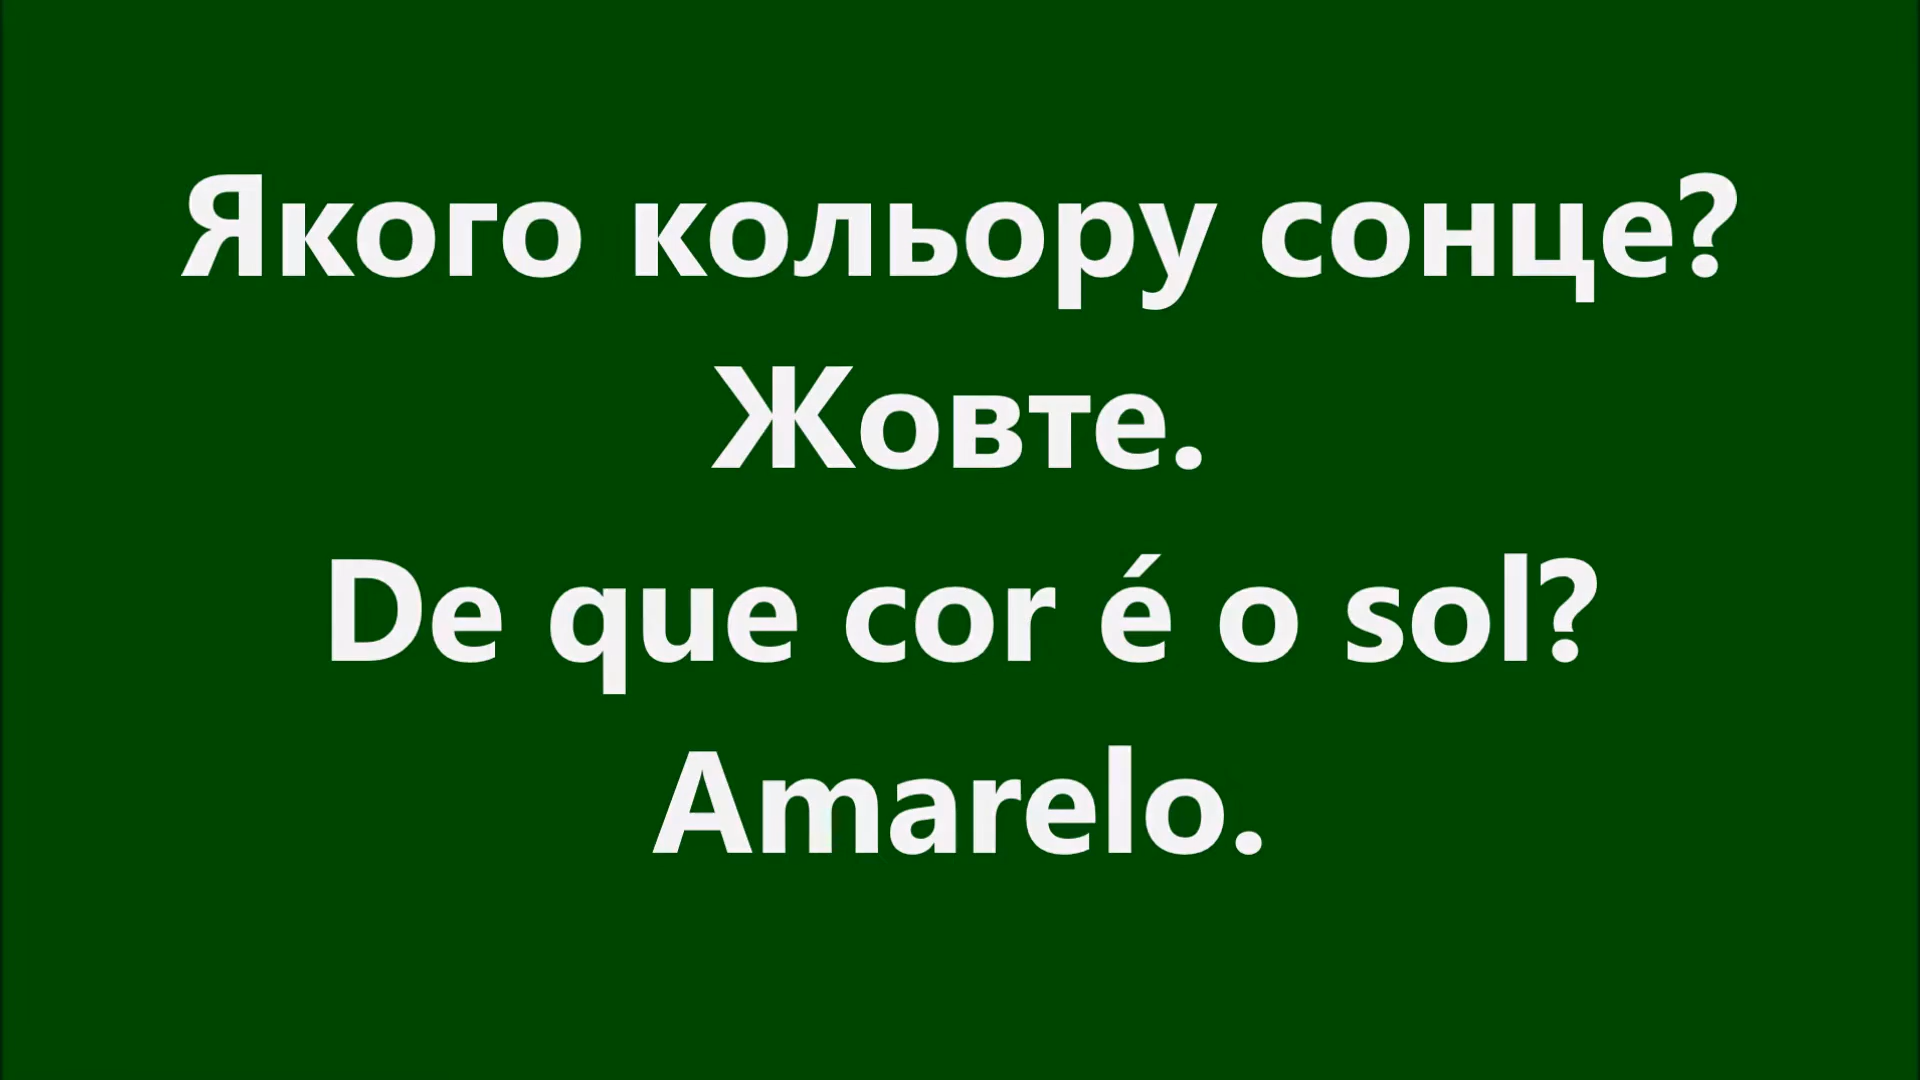 Якого кольору сонце?
Жовте.
De que cor é o sol?
Amarelo.